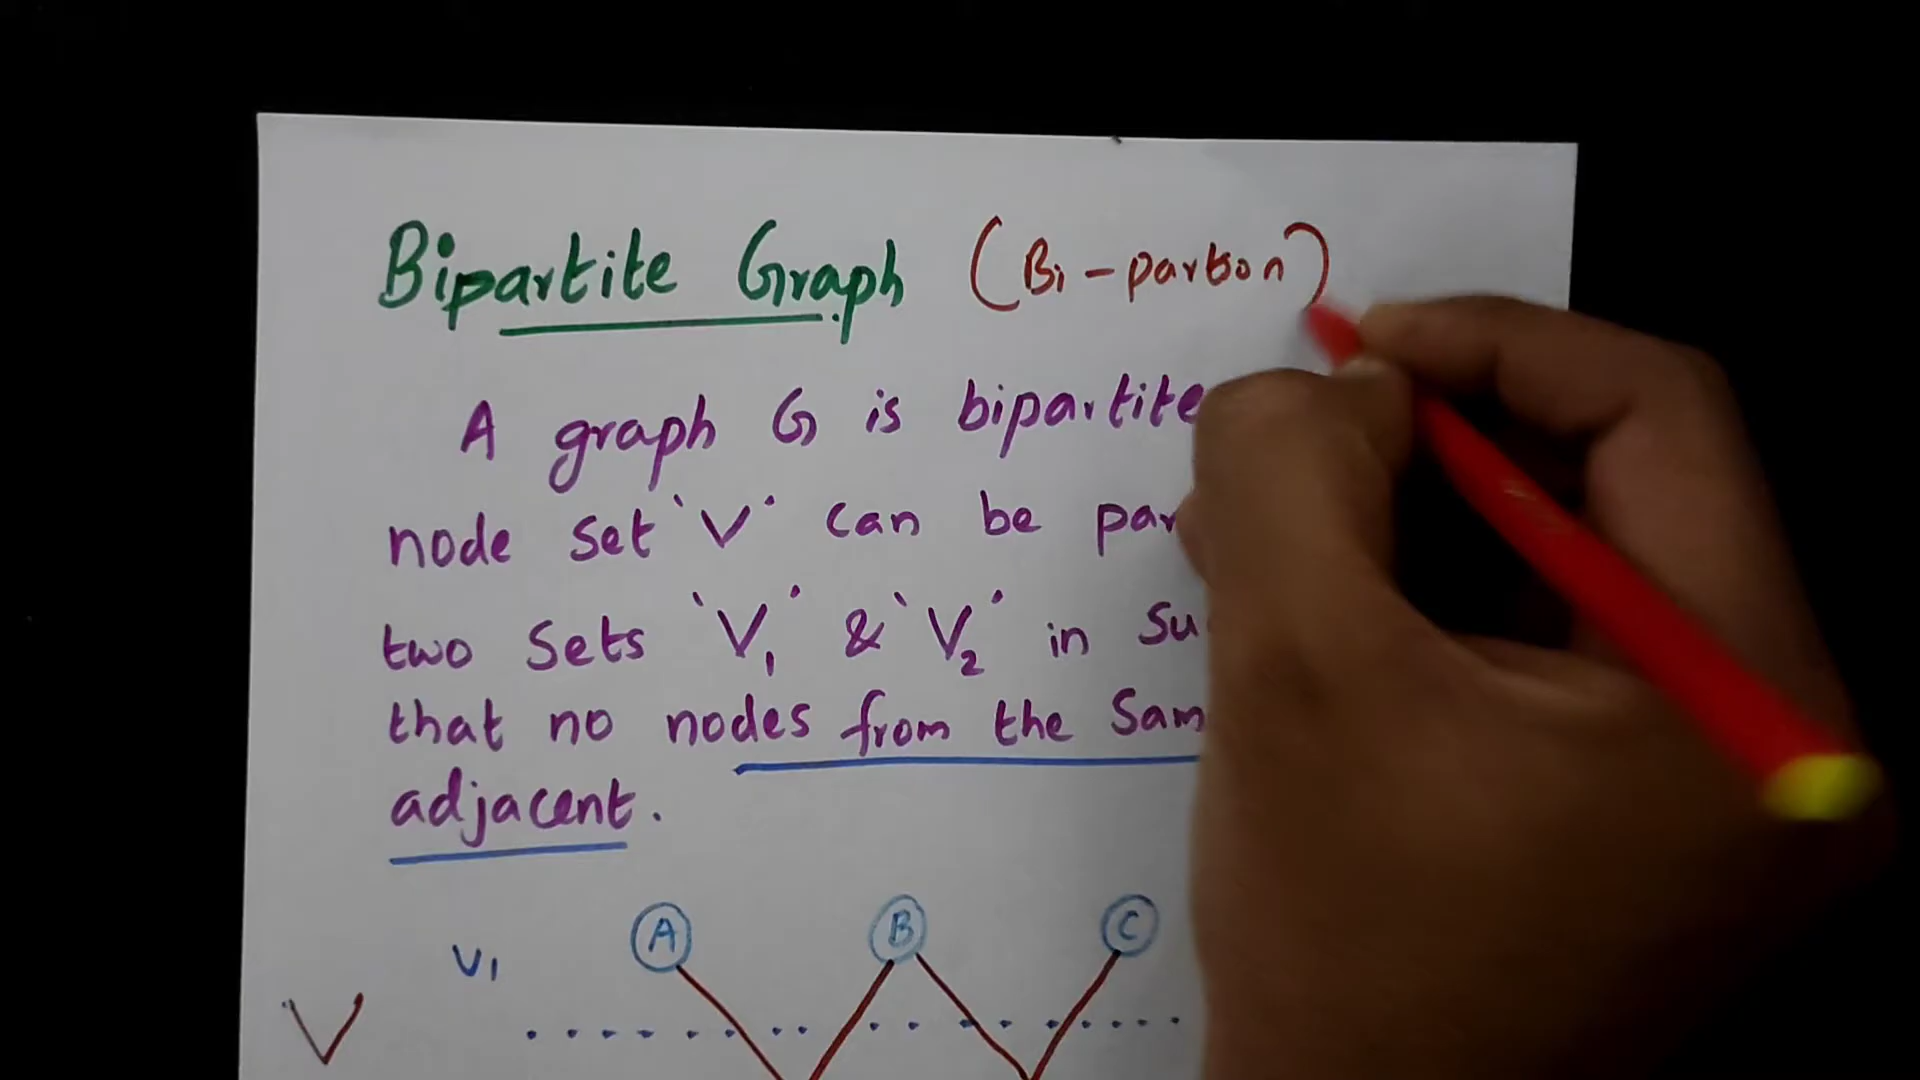 Bipartite Graph (Bi-partson)
A graph G is bipartite
node set 'V' can be par
two sets 'V1' & 'V2' in su
that no nodes from the Sam
adjacent.
A B C
V1
V